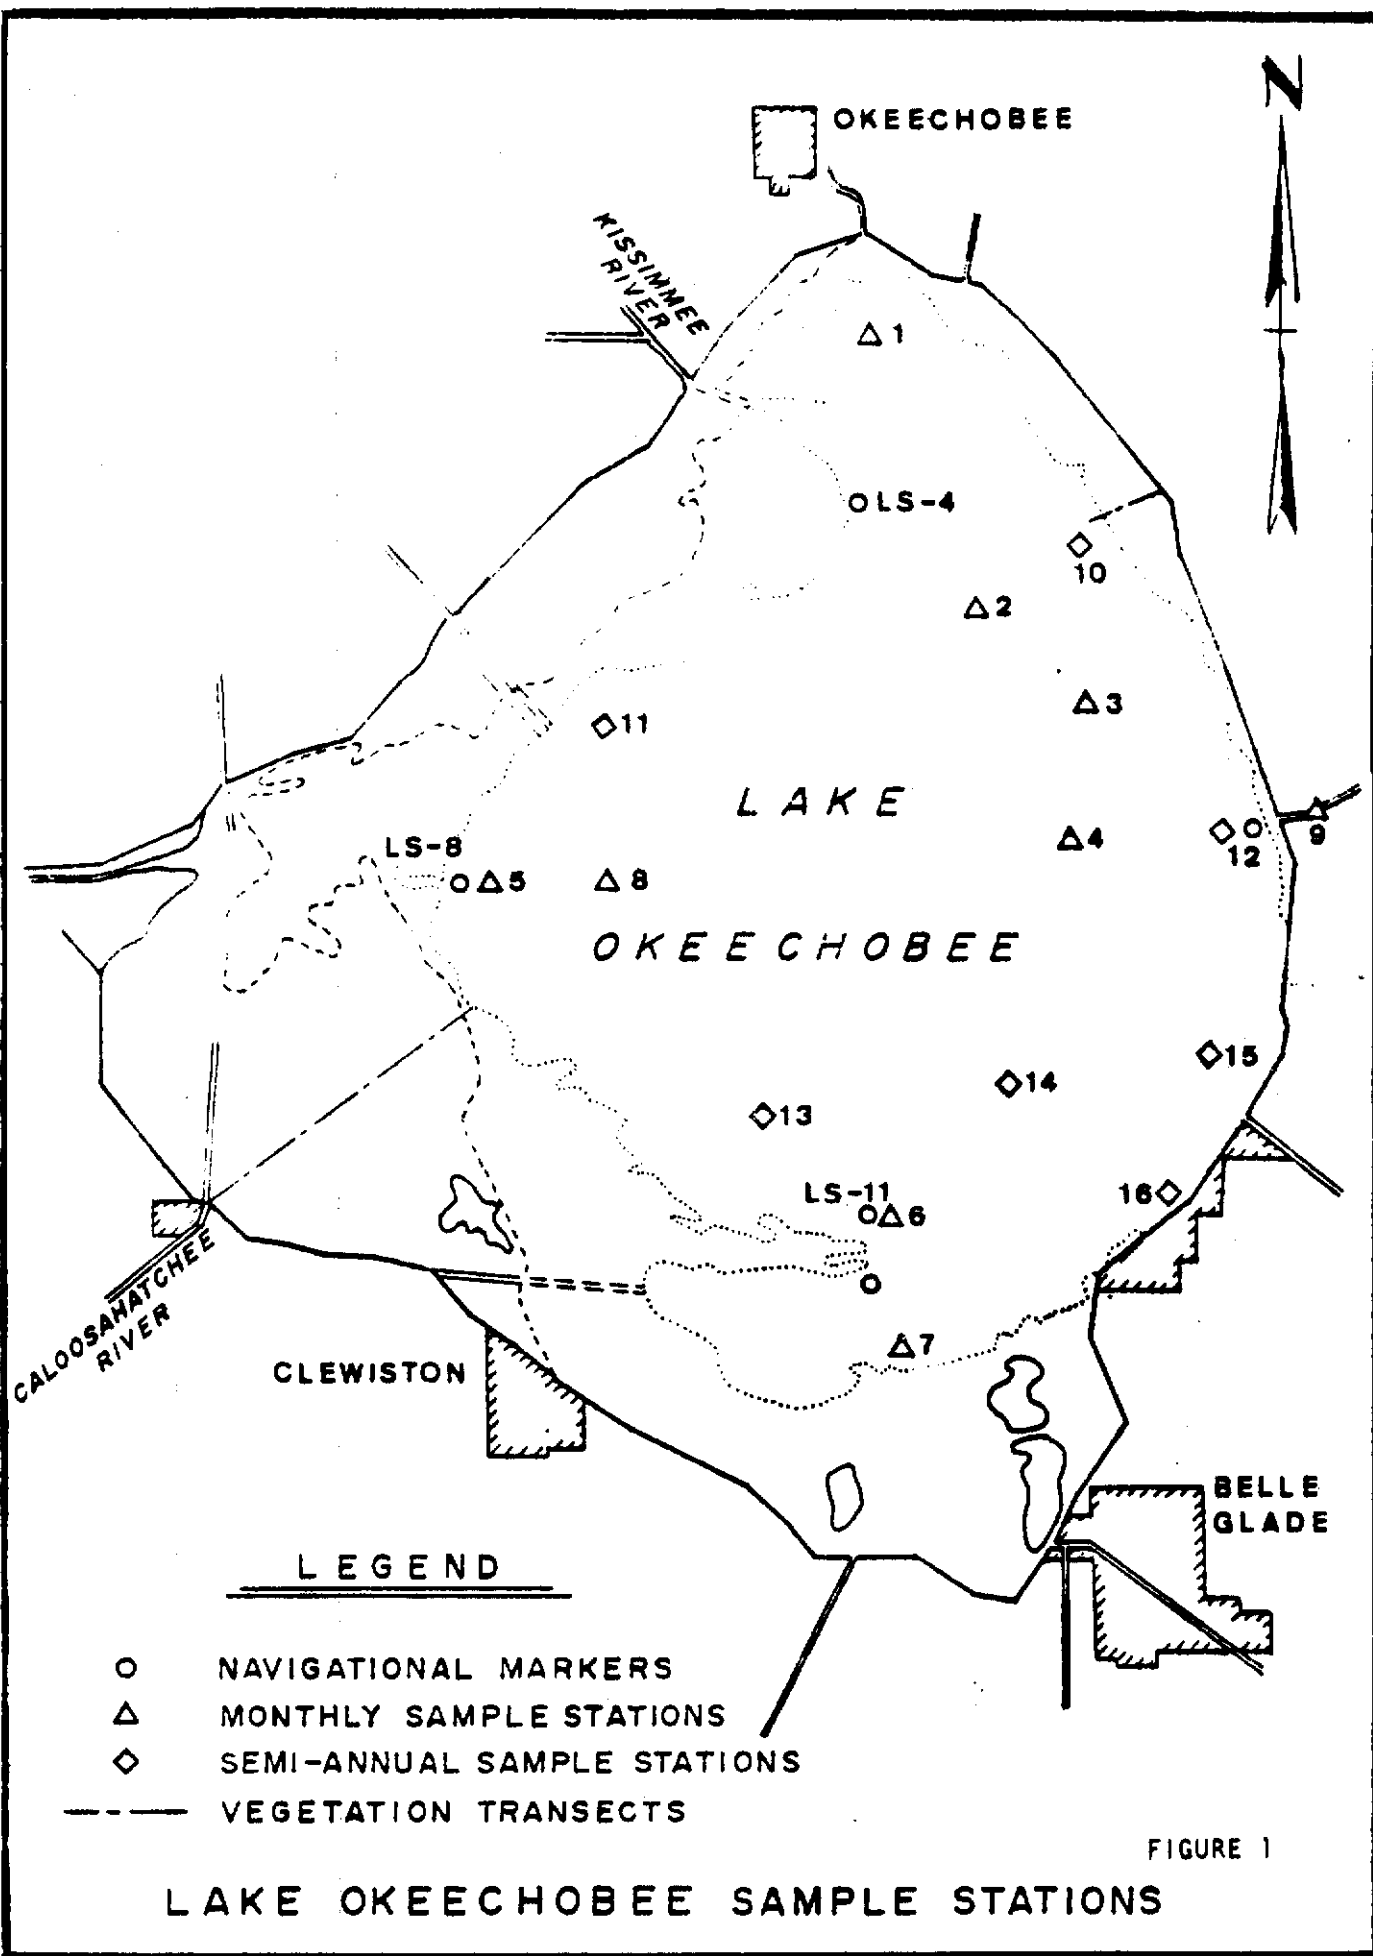 N
OKEECHOBEE
KISSIMMEE
RIVER
1
LS-4
10
2
3
11
LAKE
4
12
9
LS-8
5
8
OKEECHOBEE
15
14
13
16
LS-11
6
7
CALOOSAHATCHEE
RIVER
CLEWISTON
BELLE
GLADE
LEGEND
NAVIGATIONAL MARKERS
MONTHLY SAMPLE STATIONS
SEMI-ANNUAL SAMPLE STATIONS
VEGETATION TRANSECTS
FIGURE 1
LAKE OKEECHOBEE SAMPLE STATIONS